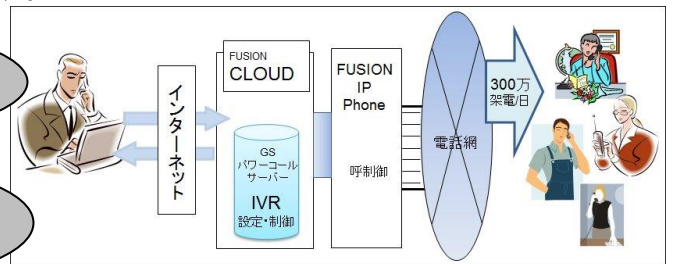 インターネット
FUSION
CLOUD
GS
パワーコール
サーバー
IVR
設定・制御
FUSION
IP
Phone
呼制御
電話網
300万
架電/日